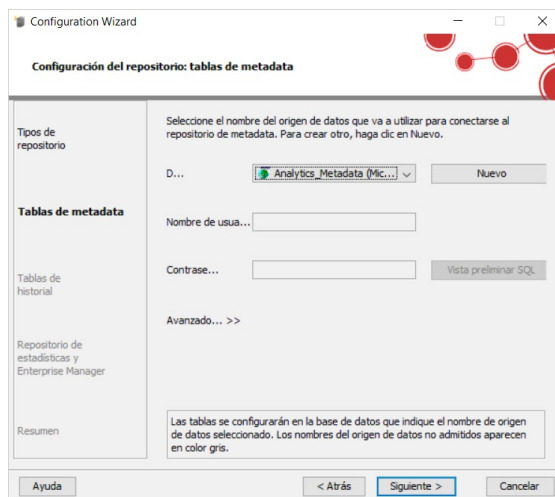 Configuration Wizard
Configuración del repositorio: tablas de metadata
Seleccione el nombre del origen de datos que va a utilizar para conectarse al
repositorio de metadata. Para crear otro, haga clic en Nuevo.
Tipos de
repositorio
D...
Analytics_Metadata (Mic...)
Nuevo
Tablas de metadata
Nombre de usua...
Contrase...
Vista preliminar SQL
Tablas de
historial
Avanzado... >>
Repositorio de
estadísticas y
Enterprise Manager
Resumen
Las tablas se configurarán en la base de datos que indique el nombre de origen
de datos seleccionado. Los nombres del origen de datos no admitidos aparecen
en color gris.
Ayuda
< Atrás
Siguiente >
Cancelar